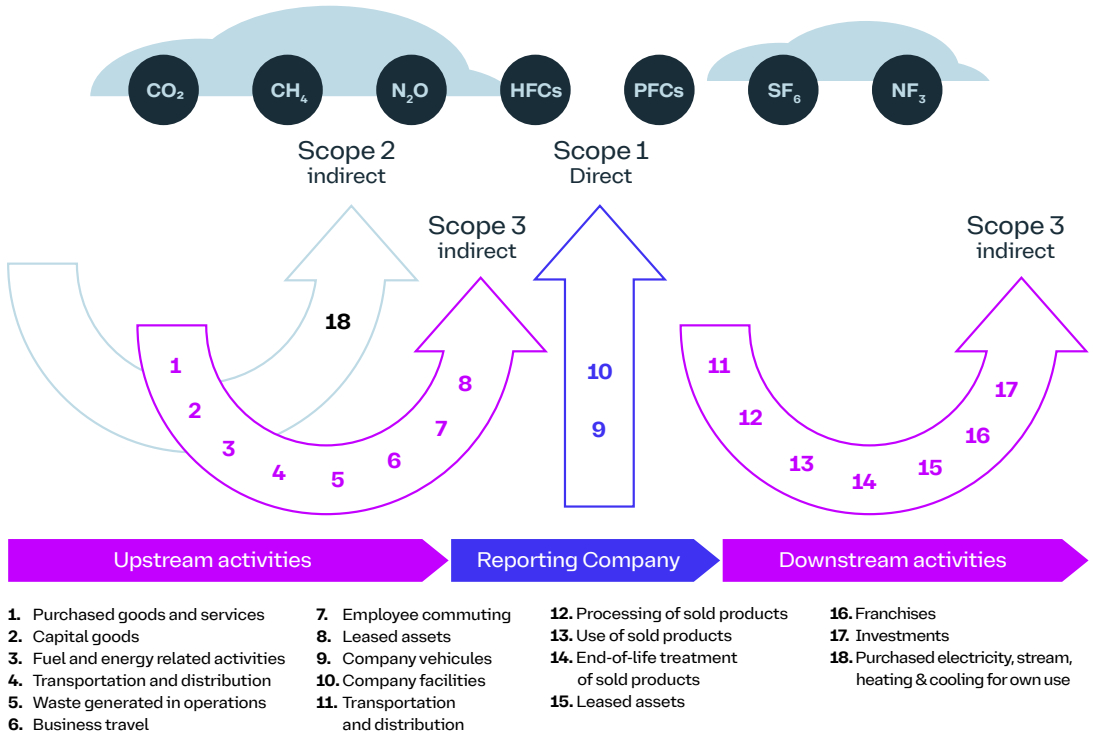 CO₂
CH₄
N₂O
HFCs
PFCs
SF₆
NF₃
Scope 2
indirect
Scope 1
Direct
Scope 3
indirect
Scope 3
indirect
18
1
2
3
4
5
6
7
8
10
9
11
12
13
14
15
16
17
Upstream activities
Reporting Company
Downstream activities
1. Purchased goods and services
2. Capital goods
3. Fuel and energy related activities
4. Transportation and distribution
5. Waste generated in operations
6. Business travel
7. Employee commuting
8. Leased assets
9. Company vehicules
10. Company facilities
11. Transportation
and distribution
12. Processing of sold products
13. Use of sold products
14. End-of-life treatment
of sold products
15. Leased assets
16. Franchises
17. Investments
18. Purchased electricity, stream,
heating & cooling for own use